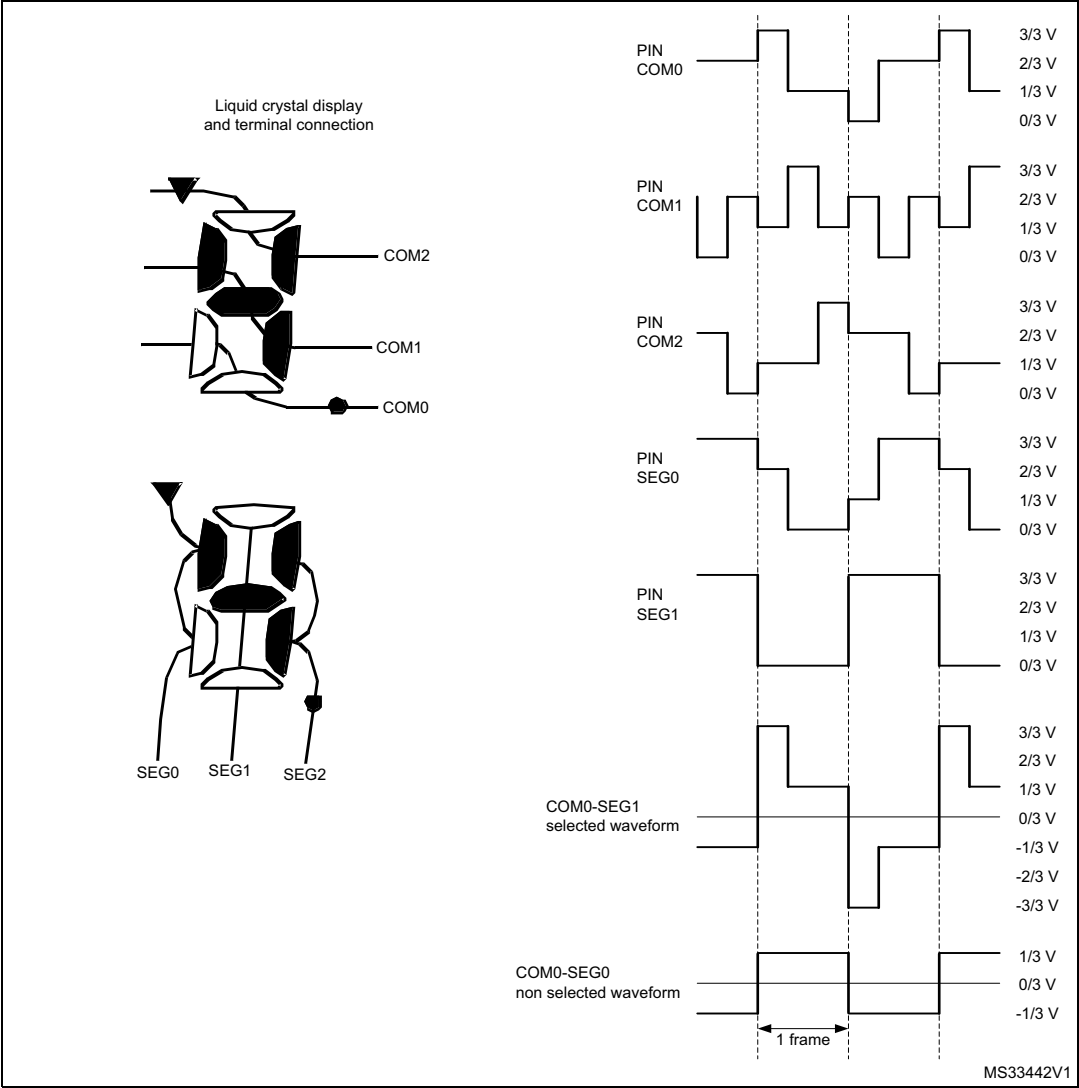 Liquid crystal display
and terminal connection
COM2
COM1
COM0
SEG0
SEG1
SEG2
PIN
COM0
3/3 V
2/3 V
1/3 V
0/3 V
PIN
COM1
3/3 V
2/3 V
1/3 V
0/3 V
PIN
COM2
3/3 V
2/3 V
1/3 V
0/3 V
PIN
SEG0
3/3 V
2/3 V
1/3 V
0/3 V
PIN
SEG1
3/3 V
2/3 V
1/3 V
0/3 V
COM0-SEG1
selected waveform
3/3 V
2/3 V
1/3 V
0/3 V
-1/3 V
-2/3 V
-3/3 V
COM0-SEG0
non selected waveform
1/3 V
0/3 V
-1/3 V
1 frame
MS33442V1